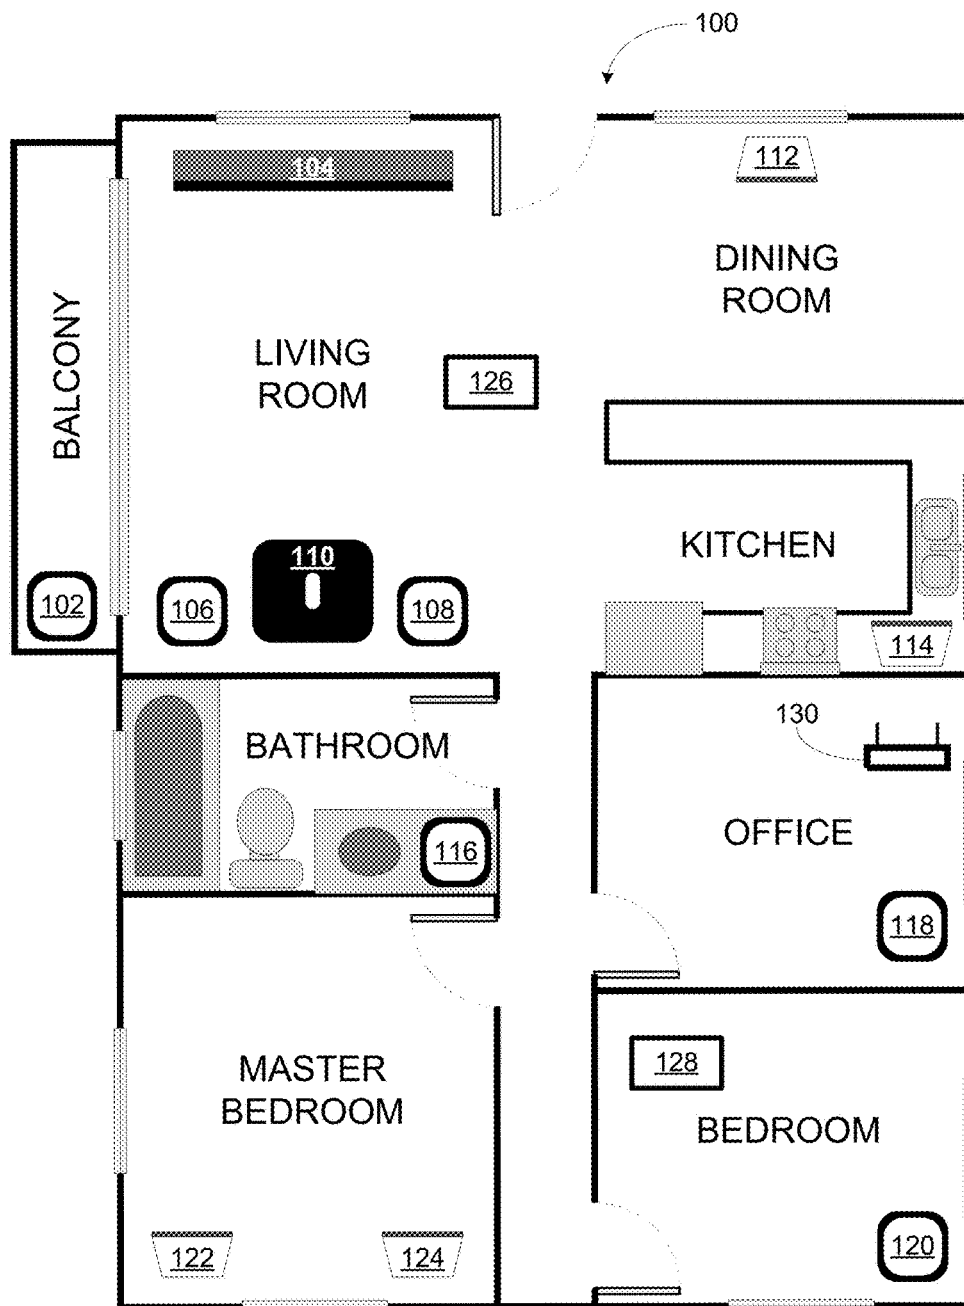 100
104
112
DINING
ROOM
BALCONY
LIVING
ROOM
126
KITCHEN
110
102
106
108
114
130
BATHROOM
OFFICE
116
118
128
MASTER
BEDROOM
BEDROOM
122
124
120